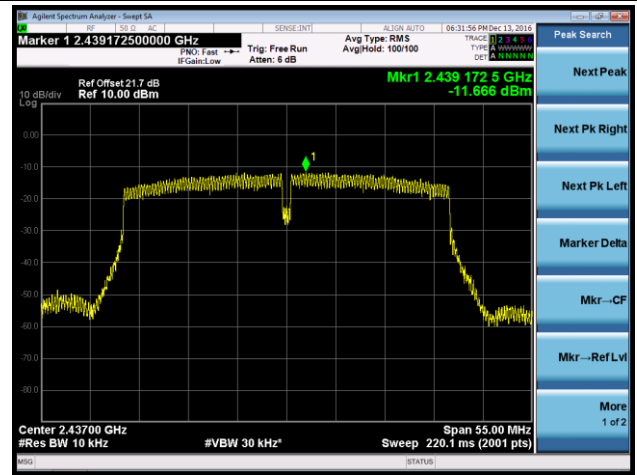 Agilent Spectrum Analyzer - Swept SA
RF 50 Ω AC SENSE:INT ALIGN AUTO 06:31:56 PM Dec 13, 2016
Marker 1 2.439172500000 GHz
PNO: Fast
IFGain:Low
Trig: Free Run
Atten: 6 dB
Avg Type: RMS
Avg|Hold: 100/100
TRACE 1 2 3 4 5 6
TYPE A WWWWW
DET A N N N N N
Peak Search
Ref Offset 21.7 dB
10 dB/div Ref 10.00 dBm
Log
Mkr1 2.439 172 5 GHz
-11.666 dBm
0.00
-10.0
-20.0
-30.0
-40.0
-50.0
-60.0
-70.0
-80.0
1
Center 2.43700 GHz
Span 55.00 MHz
#Res BW 10 kHz
#VBW 30 kHz*
Sweep 220.1 ms (2001 pts)
MSG
STATUS
Next Peak
Next Pk Right
Next Pk Left
Marker Delta
Mkr→CF
Mkr→Ref Lvl
More
1 of 2